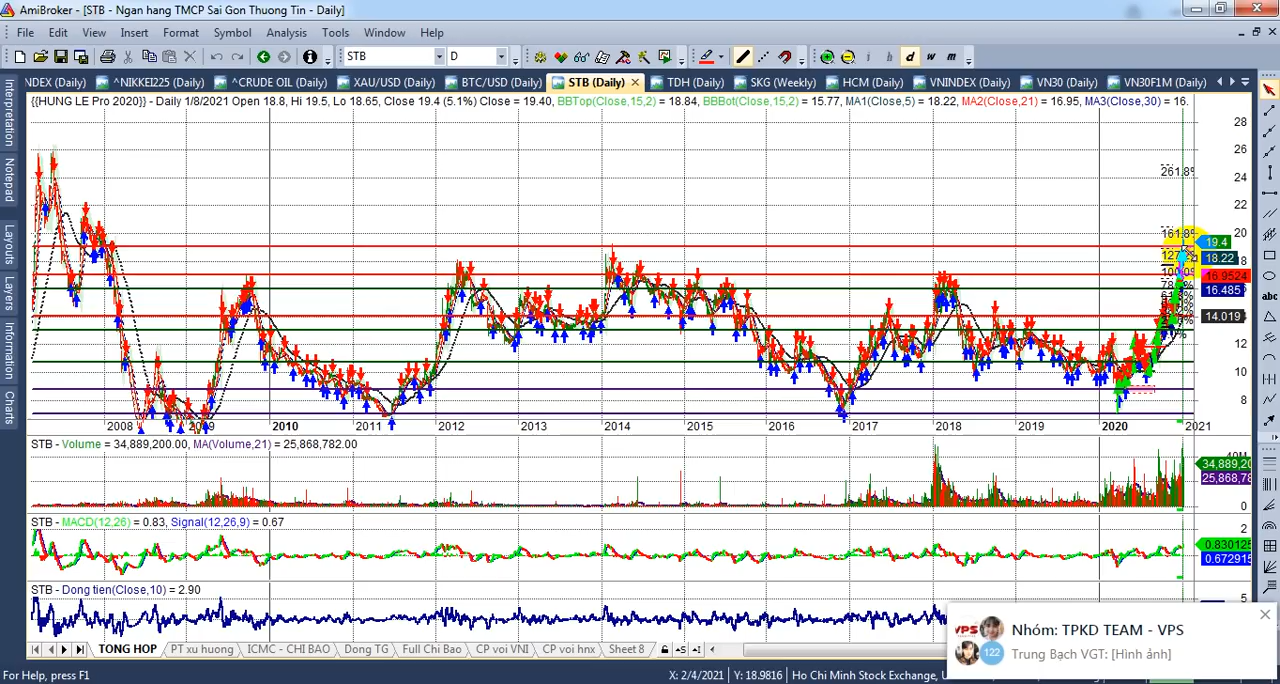 AmiBroker - [STB - Ngan hang TMCP Sai Gon Thuong Tin - Daily]
File Edit View Insert Format Symbol Analysis Tools Window Help
STB D i h d w m
NDEX (Daily) ^NIKKEI225 (Daily) ^CRUDE OIL (Daily) XAU/USD (Daily) BTC/USD (Daily) STB (Daily) TDH (Daily) SKG (Weekly) HCM (Daily) VNINDEX (Daily) VN30 (Daily) VN30F1M (Daily)
{{HUNG LE Pro 2020}} - Daily 1/8/2021 Open 18.8, Hi 19.5, Lo 18.65, Close 19.4 (5.1%) Close = 19.40, BBTop(Close,15,2) = 18.84, BBBot(Close,15,2) = 15.77, MA1(Close,5) = 18.22, MA2(Close,21) = 16.95, MA3(Close,30) = 16.
Interpretation
Notepad
Layouts
Layers
Information
Charts
abc
28
26
24
22
20
18
16
12
10
8
261.8%
161.8%
100.0%
19.4
18.22
16.9524
16.485
14.019
2008 2009 2010 2011 2012 2013 2014 2015 2016 2017 2018 2019 2020 2021
STB - Volume = 34,889,200.00, MA(Volume,21) = 25,868,782.00
40M
34,889,20
25,868,78
0
STB - MACD(12,26) = 0.83, Signal(12,26,9) = 0.67
2
0.830125
0.672915
STB - Dong tien(Close,10) = 2.90
5
TONG HOP PT xu huong ICMC - CHI BAO Dong TG Full Chi Bao CP voi VNI CP voi hnx Sheet 8
VPS
122
Nhóm: TPKD TEAM - VPS
Trung Bạch VGT: [Hình ảnh]
For Help, press F1
X: 2/4/2021 Y: 18.9816 Ho Chi Minh Stock Exchange,